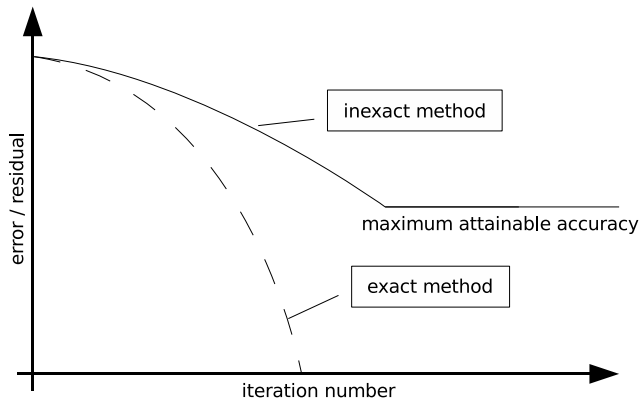 inexact method
error / residual
maximum attainable accuracy
exact method
iteration number